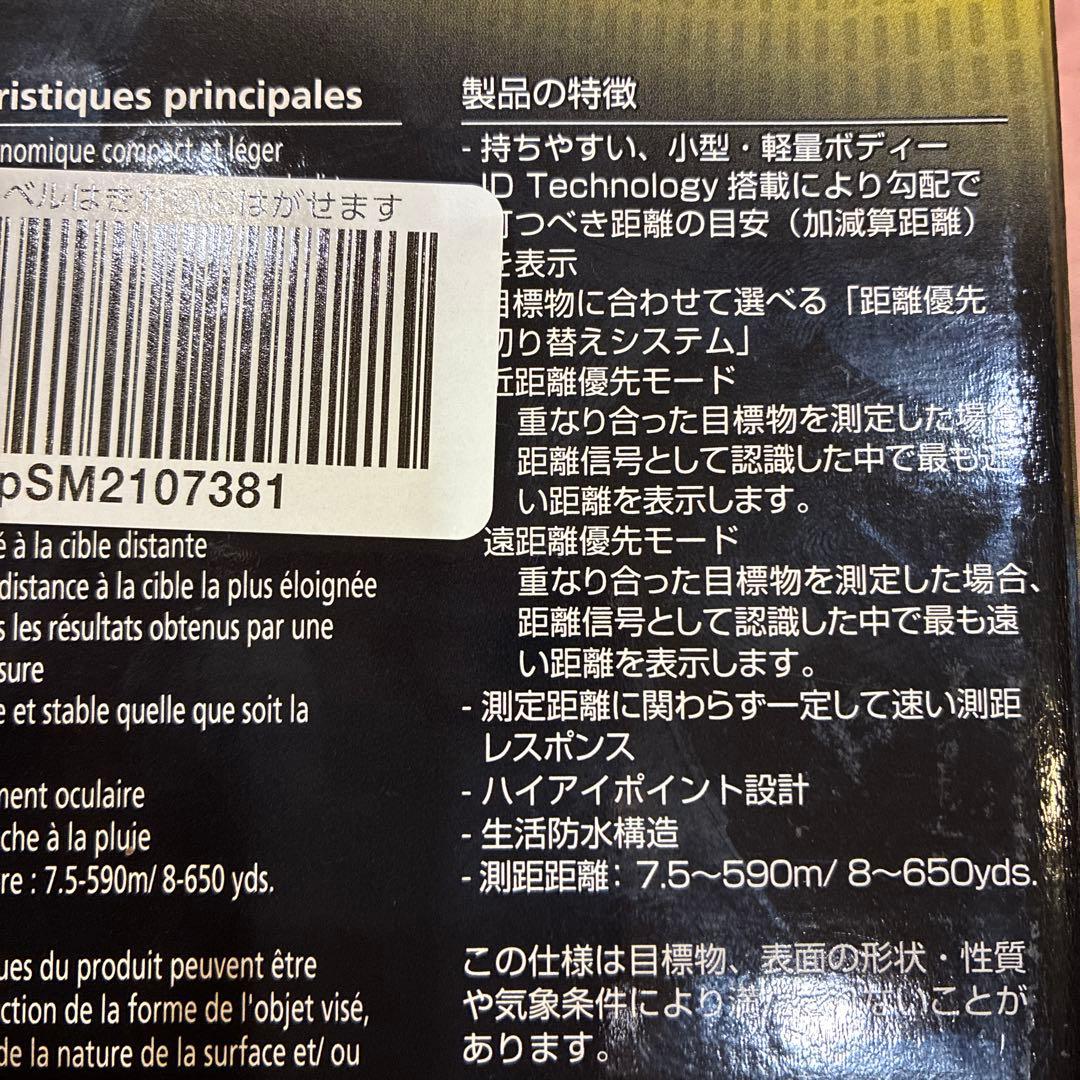 ristiques principales
nomique compact et léger
ベルはきれいにはがせます
pSM2107381
é à la cible distante
distance à la cible la plus éloignée
s les résultats obtenus par une
sure
e et stable quelle que soit la
ment oculaire
che à la pluie
re : 7.5-590m/ 8-650 yds.
ues du produit peuvent être
ction de la forme de l'objet visé,
de la nature de la surface et/ ou
製品の特徴
- 持ちやすい、小型・軽量ボディー
ID Technology 搭載により勾配で
打つべき距離の目安（加減算距離）
を表示
目標物に合わせて選べる「距離優先
切り替えシステム」
近距離優先モード
重なり合った目標物を測定した場合、
距離信号として認識した中で最も近
い距離を表示します。
遠距離優先モード
重なり合った目標物を測定した場合、
距離信号として認識した中で最も遠
い距離を表示します。
- 測定距離に関わらず一定して速い測距
レスポンス
- ハイアイポイント設計
- 生活防水構造
- 測距距離: 7.5～590m/ 8～650yds.
この仕様は目標物、表面の形状・性質
や気象条件により満たさないことが
あります。